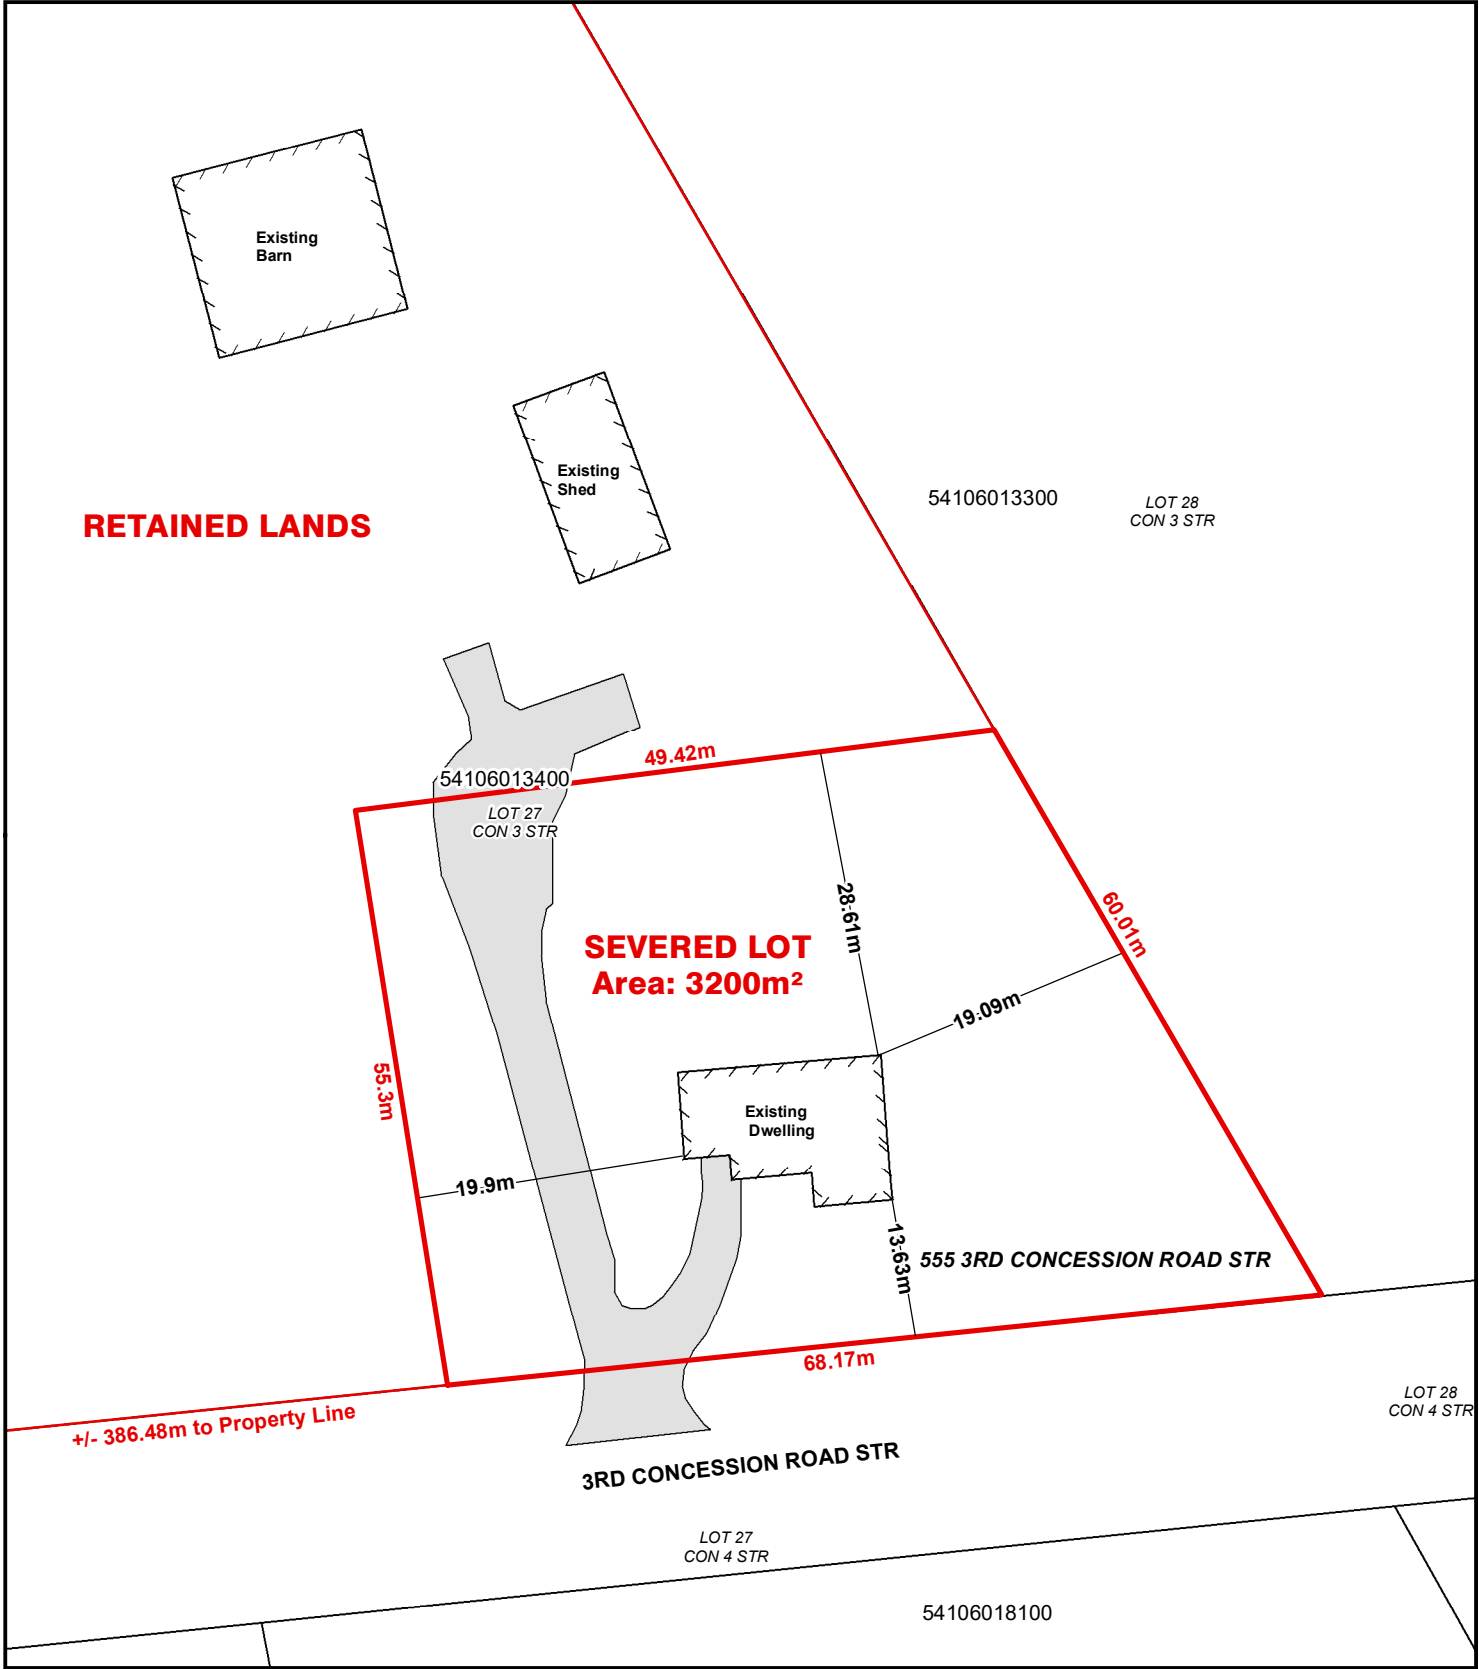 Existing
Barn
Existing
Shed
54106013300
LOT 28
CON 3 STR
RETAINED LANDS
49.42m
54106013400
LOT 27
CON 3 STR
28.61m
60.01m
SEVERED LOT
Area: 3200m²
19.09m
55.3m
Existing
Dwelling
19.9m
13.63m
555 3RD CONCESSION ROAD STR
68.17m
LOT 28
CON 4 STR
+/- 386.48m to Property Line
3RD CONCESSION ROAD STR
LOT 27
CON 4 STR
54106018100